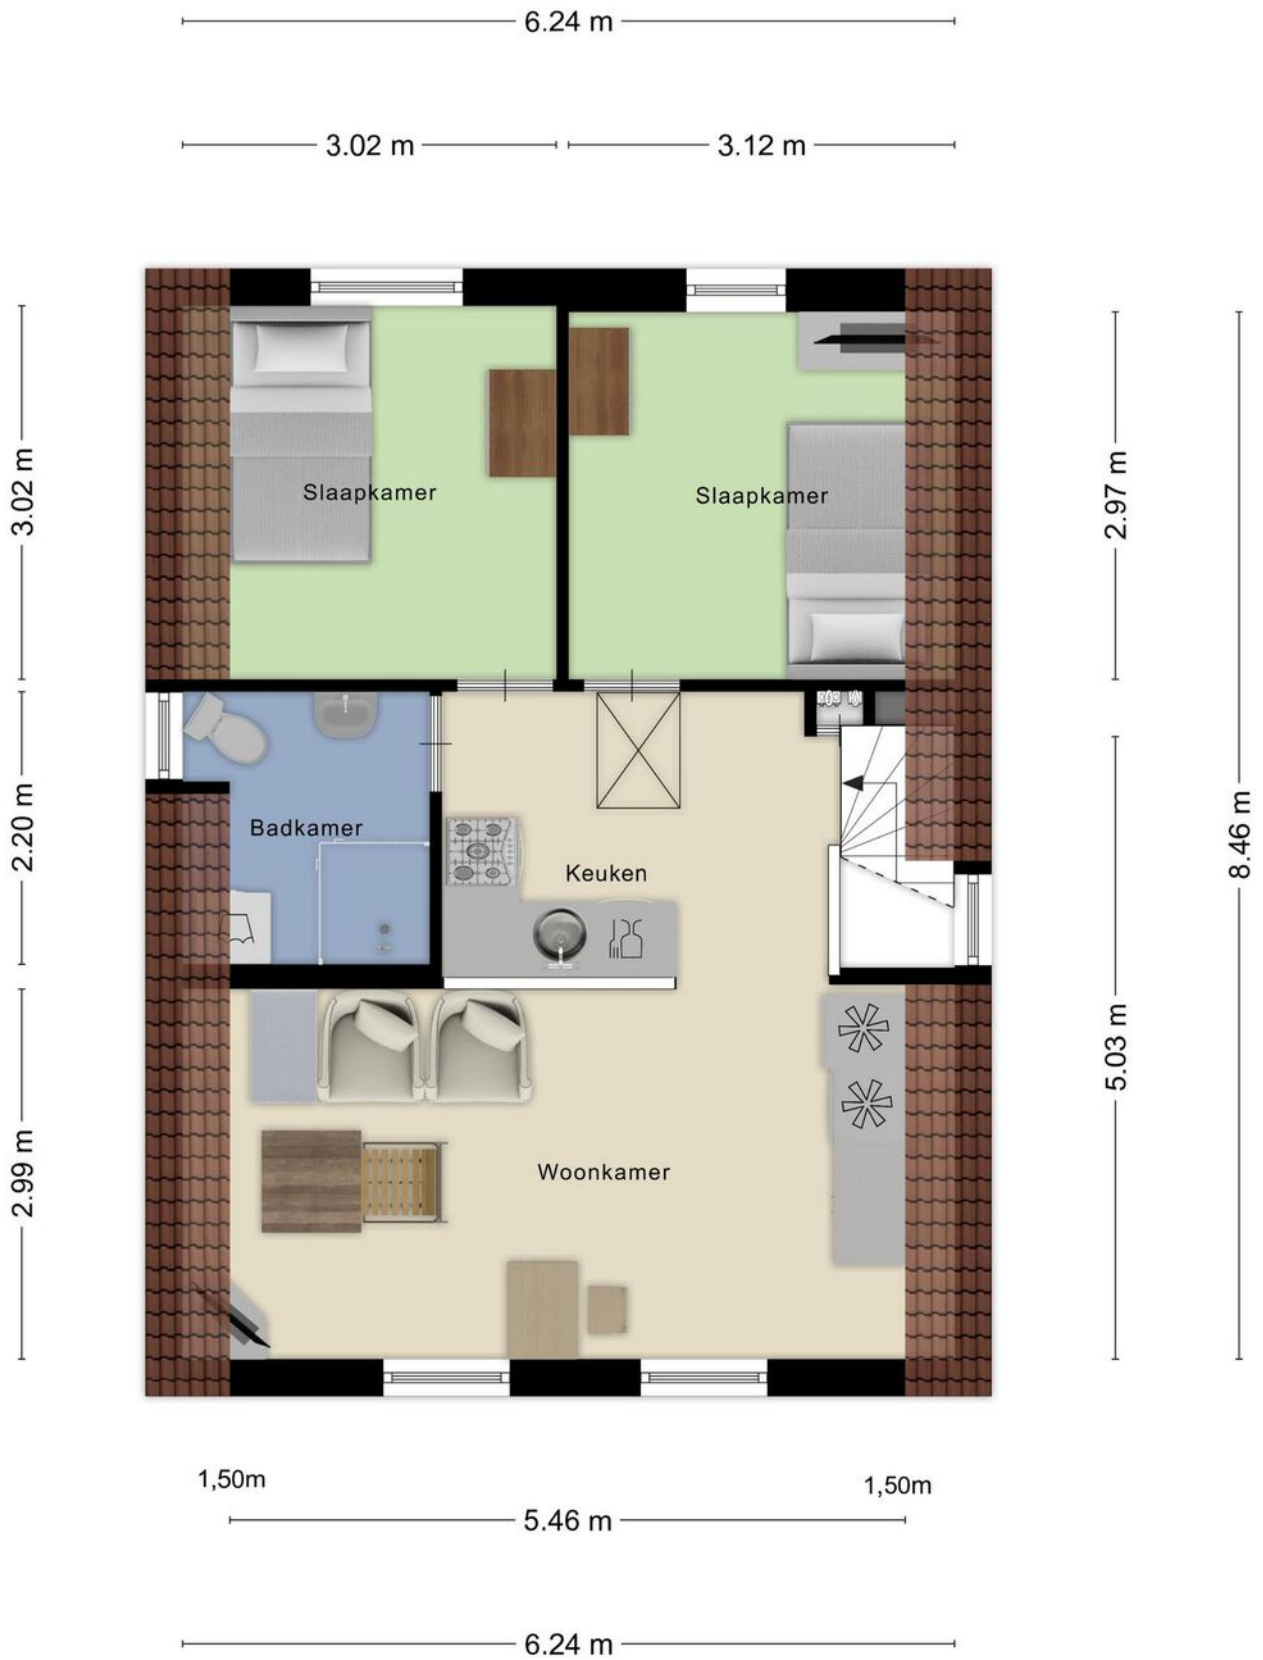 6.24 m
3.02 m
3.12 m
3.02 m
2.97 m
Slaapkamer
Slaapkamer
2.20 m
8.46 m
Badkamer
Keuken
5.03 m
2.99 m
Woonkamer
1,50m
1,50m
5.46 m
6.24 m